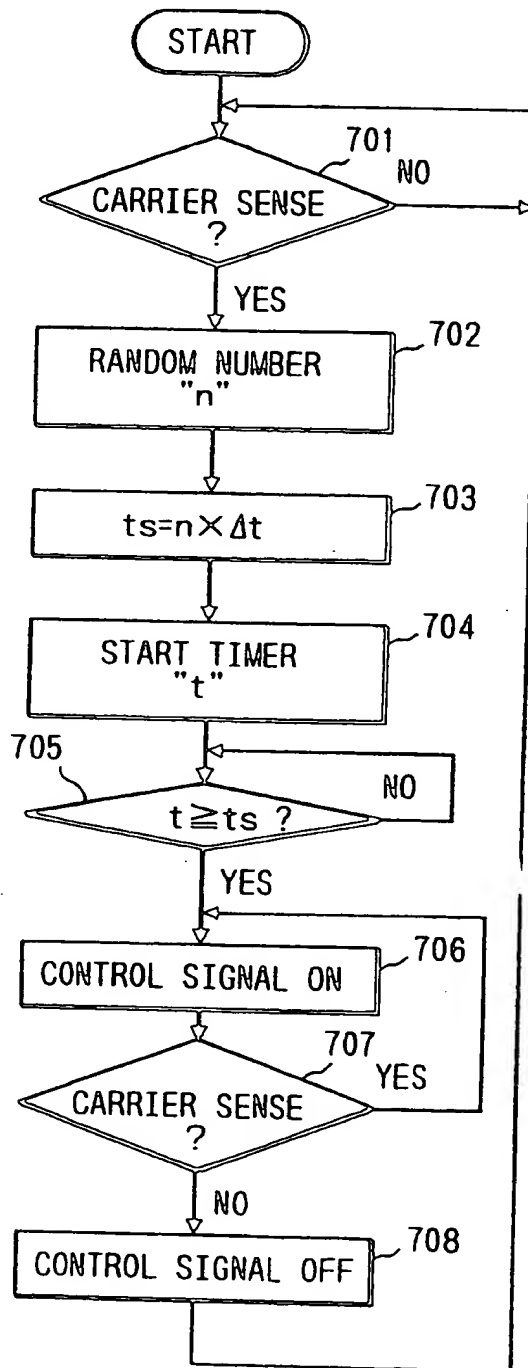 START
701
CARRIER SENSE
?
NO
YES
702
RANDOM NUMBER
"n"
703
ts=n×Δt
704
START TIMER
"t"
705
t≧ts ?
NO
YES
706
CONTROL SIGNAL ON
707
CARRIER SENSE
?
YES
NO
708
CONTROL SIGNAL OFF